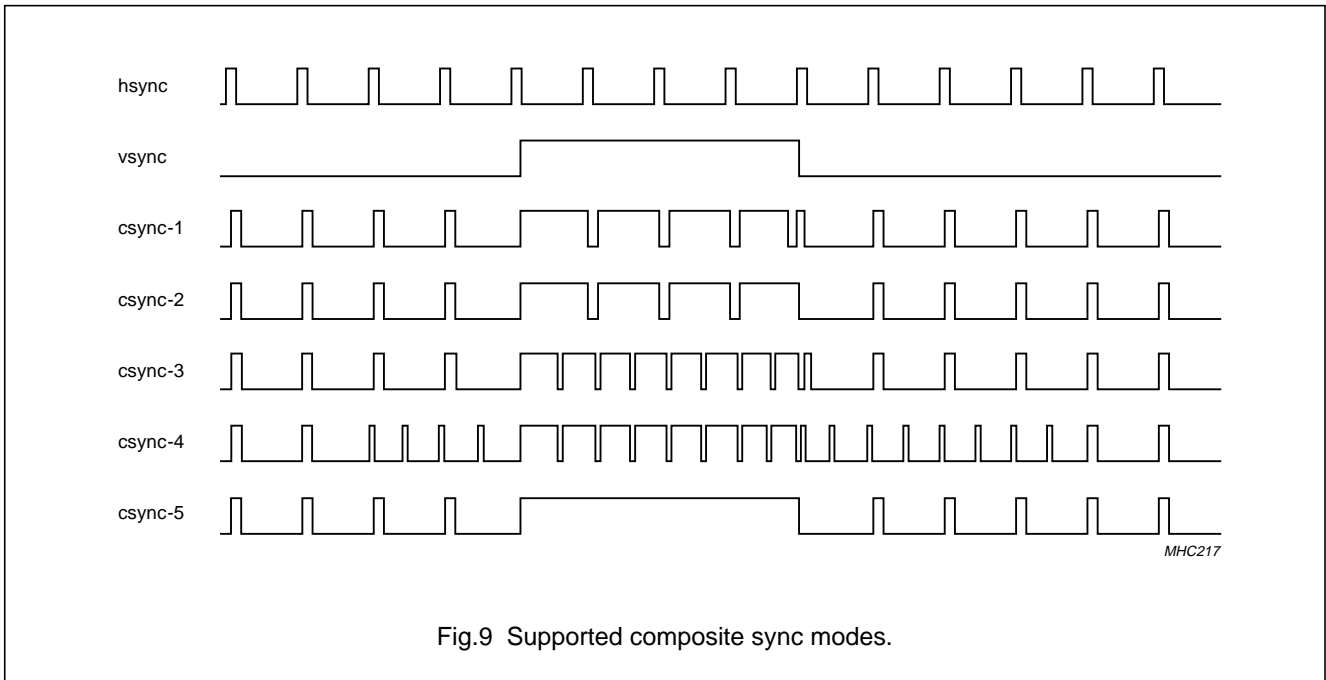 hsync
vsync
csync-1
csync-2
csync-3
csync-4
csync-5
MHC217
Fig.9 Supported composite sync modes.